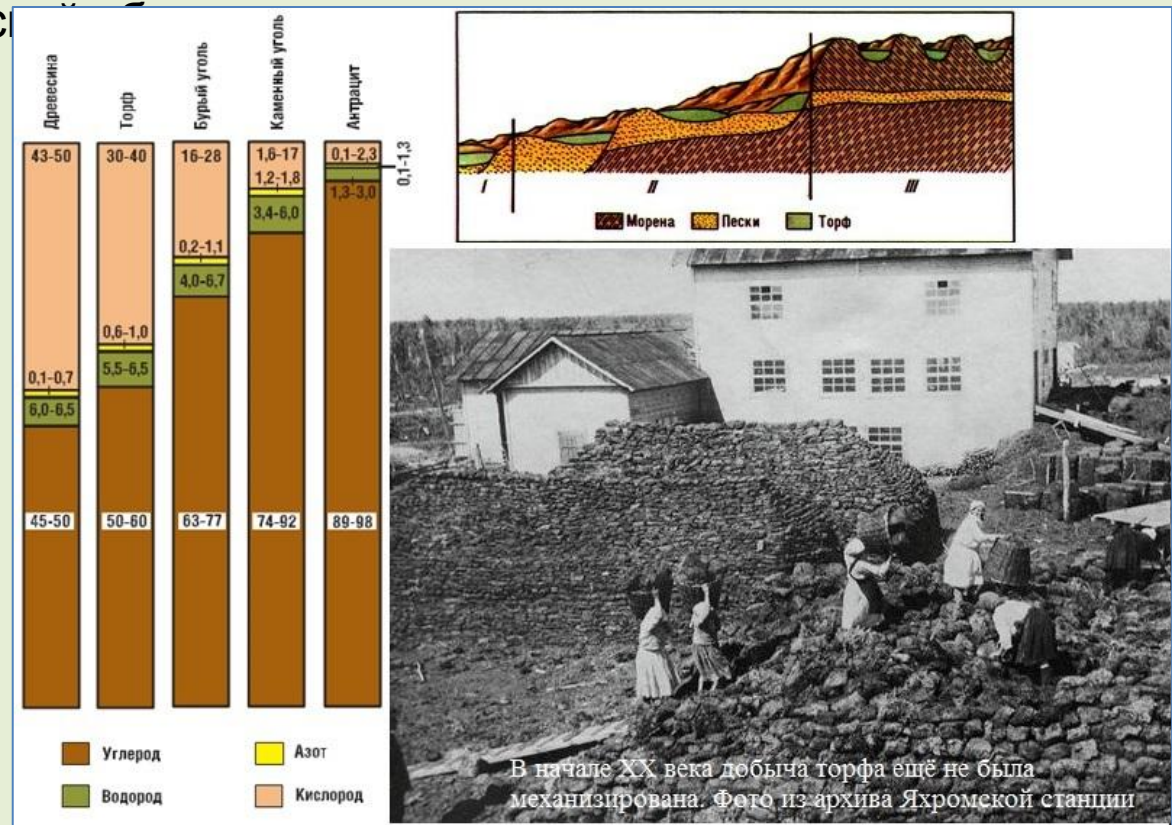 Древесина
Торф
Бурый уголь
Каменный уголь
Антрацит
43-50
30-40
16-28
1,6-17
0,1-2,3
0,1-1,3
1,2-1,8
1,3-3,0
3,4-6,0
0,2-1,1
4,0-6,7
0,6-1,0
5,5-6,5
0,1-0,7
6,0-6,5
45-50
50-60
63-77
74-92
89-98
Углерод
Азот
Водород
Кислород
I
II
III
Морена
Пески
Торф
В начале XX века добыча торфа ещё не была
механизирована. Фото из архива Яхромской станции